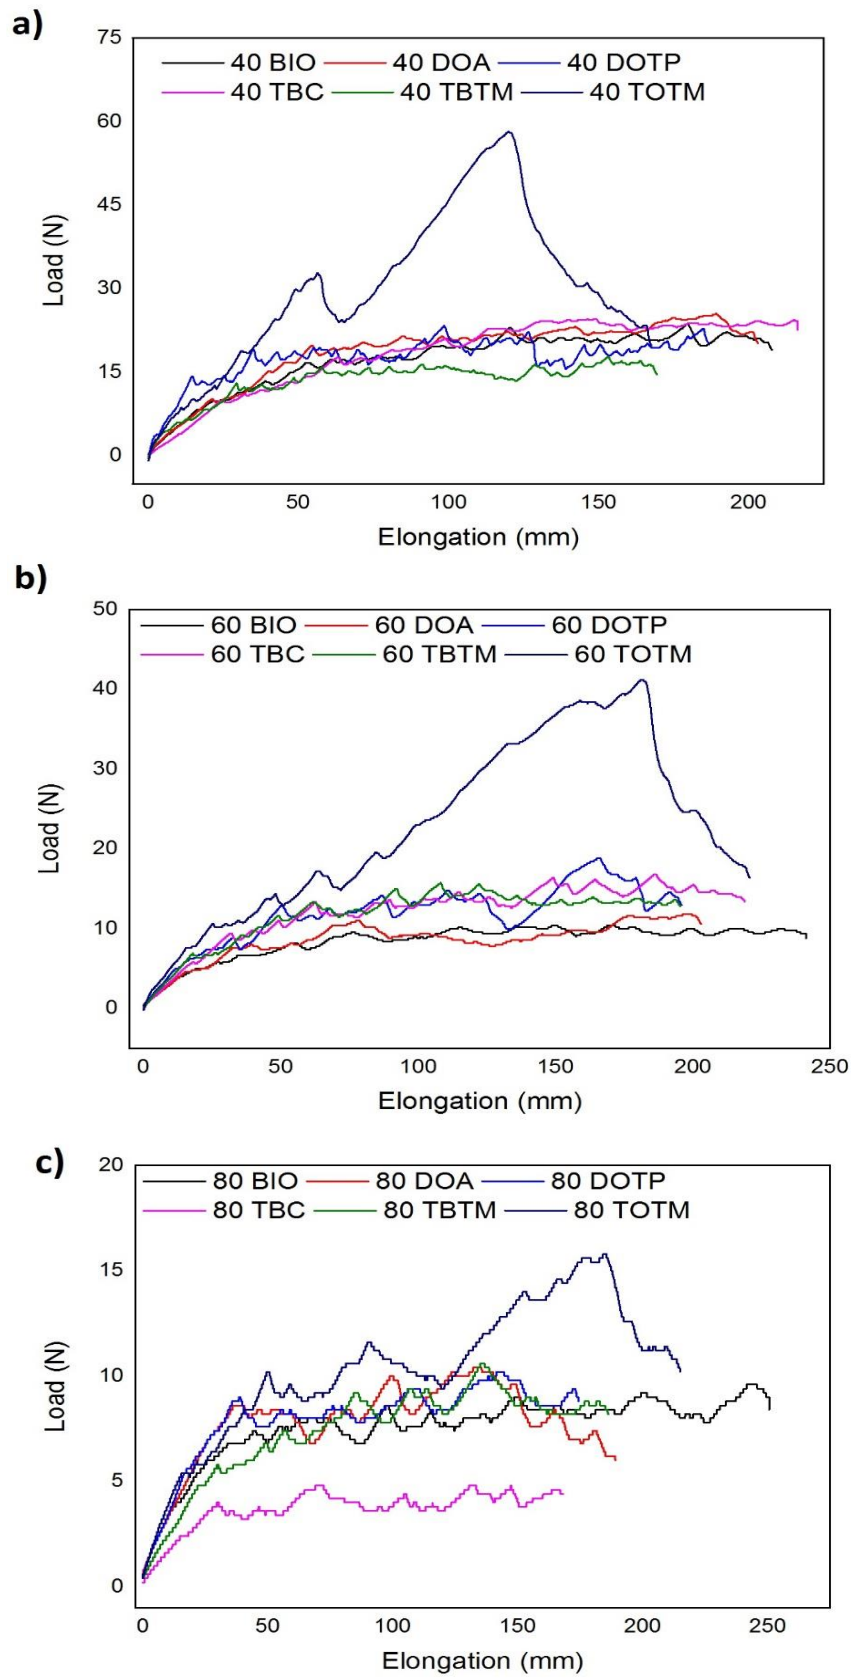 a)
75
40 BIO 40 DOA 40 DOTP
40 TBC 40 TBTM 40 TOTM
60
45
30
15
0
Load (N)
0 50 100 150 200
Elongation (mm)
b)
50
60 BIO 60 DOA 60 DOTP
60 TBC 60 TBTM 60 TOTM
40
30
20
10
0
Load (N)
0 50 100 150 200 250
Elongation (mm)
c)
20
80 BIO 80 DOA 80 DOTP
80 TBC 80 TBTM 80 TOTM
15
10
5
0
Load (N)
0 50 100 150 200 250
Elongation (mm)